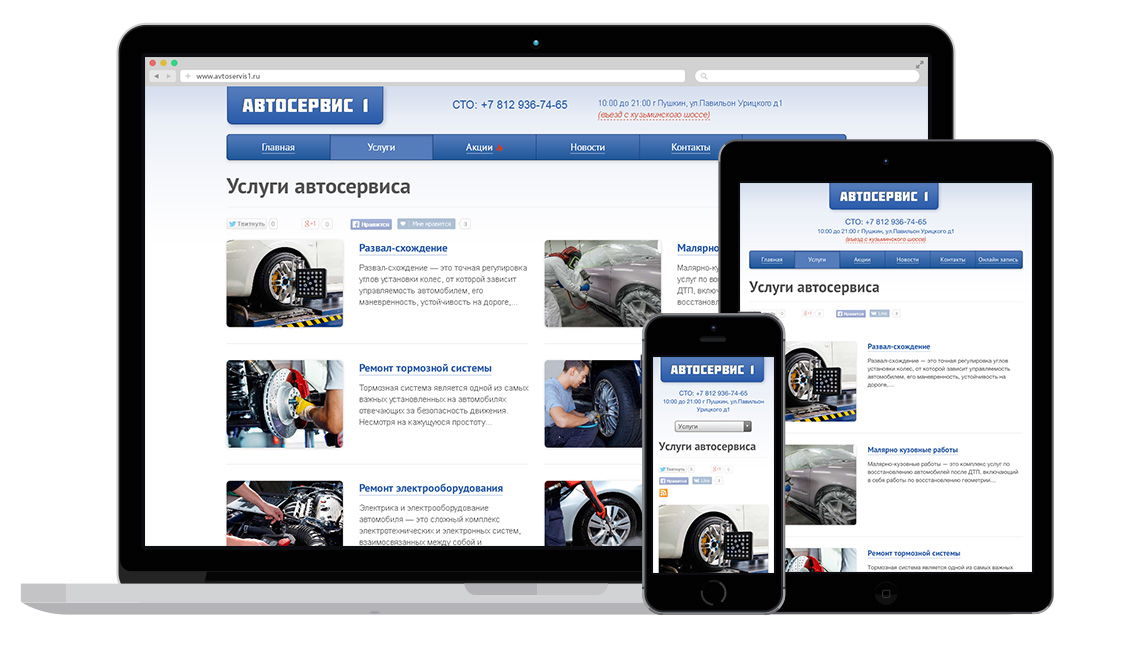 www.avtoservis1.ru
АВТОСЕРВИС 1
СТО: +7 812 936-74-65
10:00 до 21:00 г Пушкин, ул.Павильон Урицкого д1
(въезд с кузьминского шоссе)
Главная
Услуги
Акции
Новости
Контакты
Услуги автосервиса
Твитнуть 0
g+1 0
Нравится
Мне нравится 3
Развал-схождение
Развал-схождение — это точная регулировка
углов установки колес, от которой зависит
управляемость автомобилем, его
маневренность, устойчивость на дороге,...
Малярно
Малярно-ку
услуг по во
ДТП, включ
восстановл
Ремонт тормозной системы
Тормозная система является одной из самых
важных установленных на автомобилях
отвечающих за безопасность движения.
Несмотря на кажущуюся простоту...
Ремонт электрооборудования
Электрика и электрооборудование
автомобиля — это сложный комплекс
электротехнических и электронных систем,
взаимосвязанных между собой и
АВТОСЕРВИС 1
СТО: +7 812 936-74-65
10:00 до 21:00 г Пушкин, ул.Павильон Урицкого д1
(въезд с кузьминского шоссе)
Главная
Услуги
Акции
Новости
Контакты
Онлайн запись
Услуги автосервиса
Нравится
Like
Развал-схождение
Развал-схождение — это точная регулировка углов
установки колес, от которой зависит управляемость
автомобилем, его маневренность, устойчивость на
дороге,...
Малярно кузовные работы
Малярно-кузовные работы — это комплекс услуг по
восстановлению автомобилей после ДТП, включающий
в себя работы по восстановлению геометрии...
Ремонт тормозной системы
Тормозная система является одной из самых важных
АВТОСЕРВИС 1
СТО: +7 812 936-74-65
10:00 до 21:00 г Пушкин, ул.Павильон
Урицкого д1
Услуги
Услуги автосервиса
Твитнуть
Нравится
Like